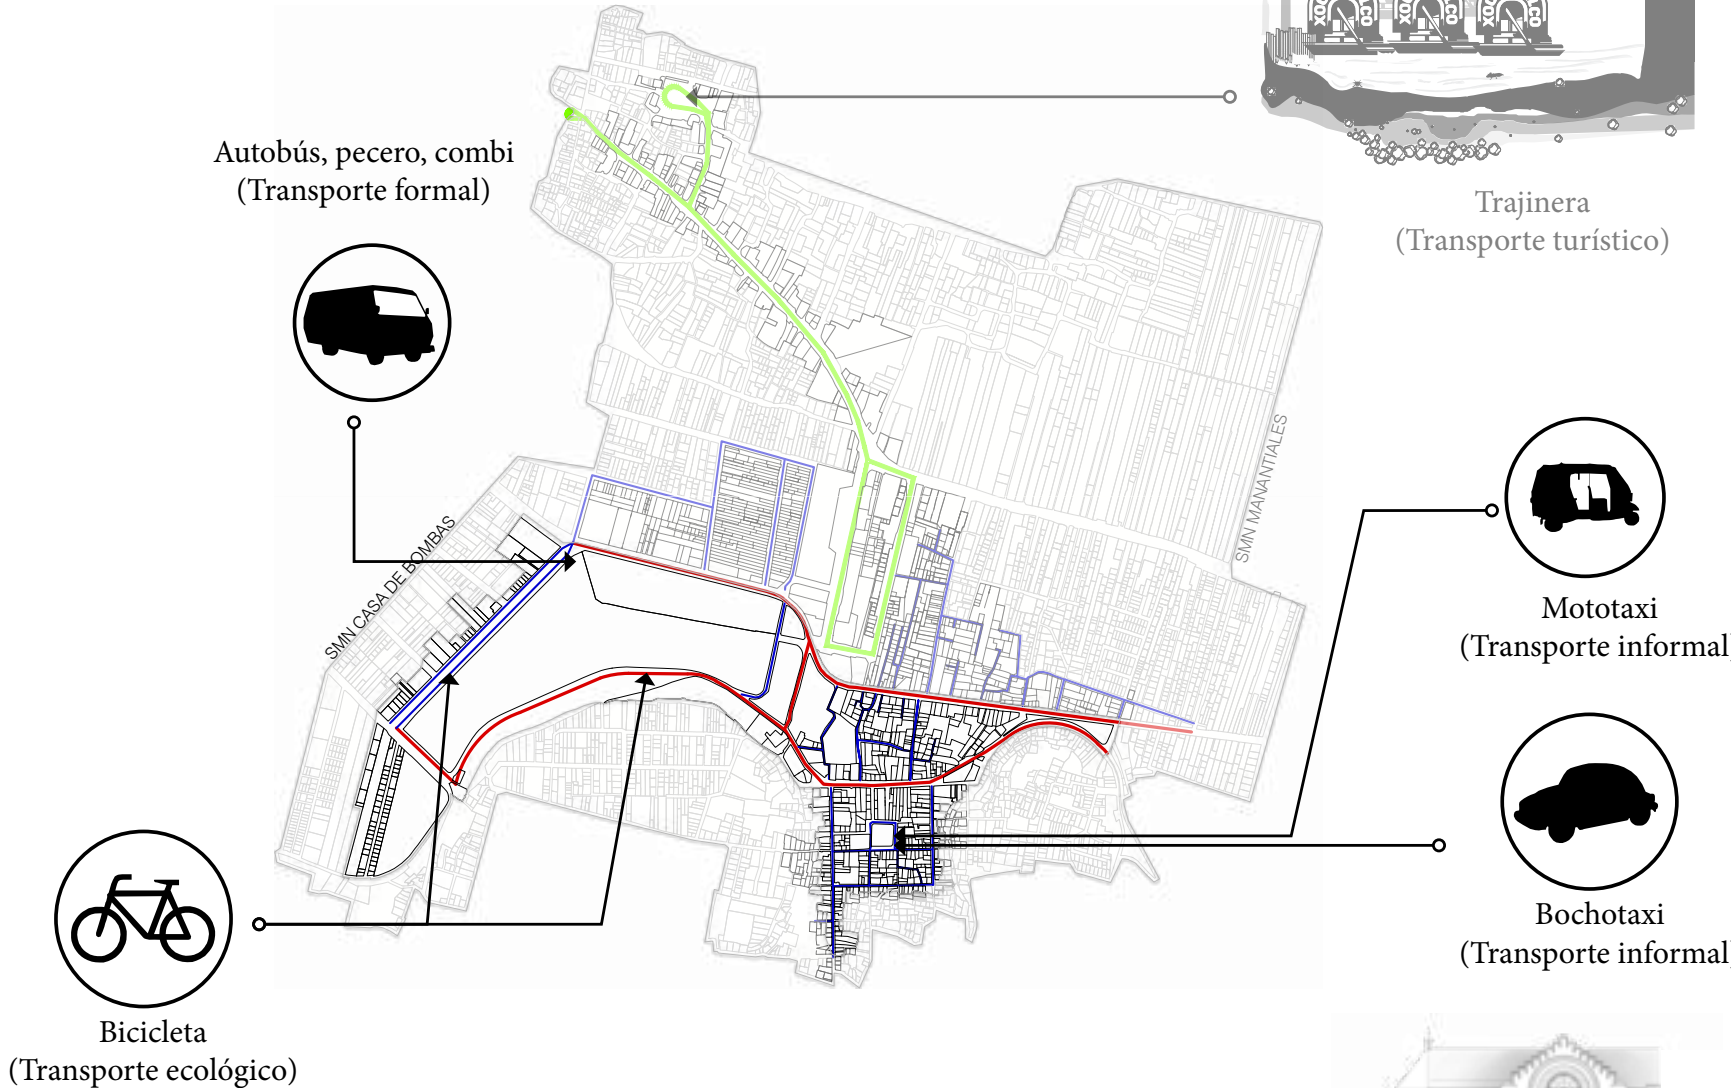 Autobús, pecero, combi
(Transporte formal)
Trajinera
(Transporte turístico)
SMN CASA DE BOMBAS
SMN MANANTIALES
Mototaxi
(Transporte informal
Bochotaxi
(Transporte informal
Bicicleta
(Transporte ecológico)